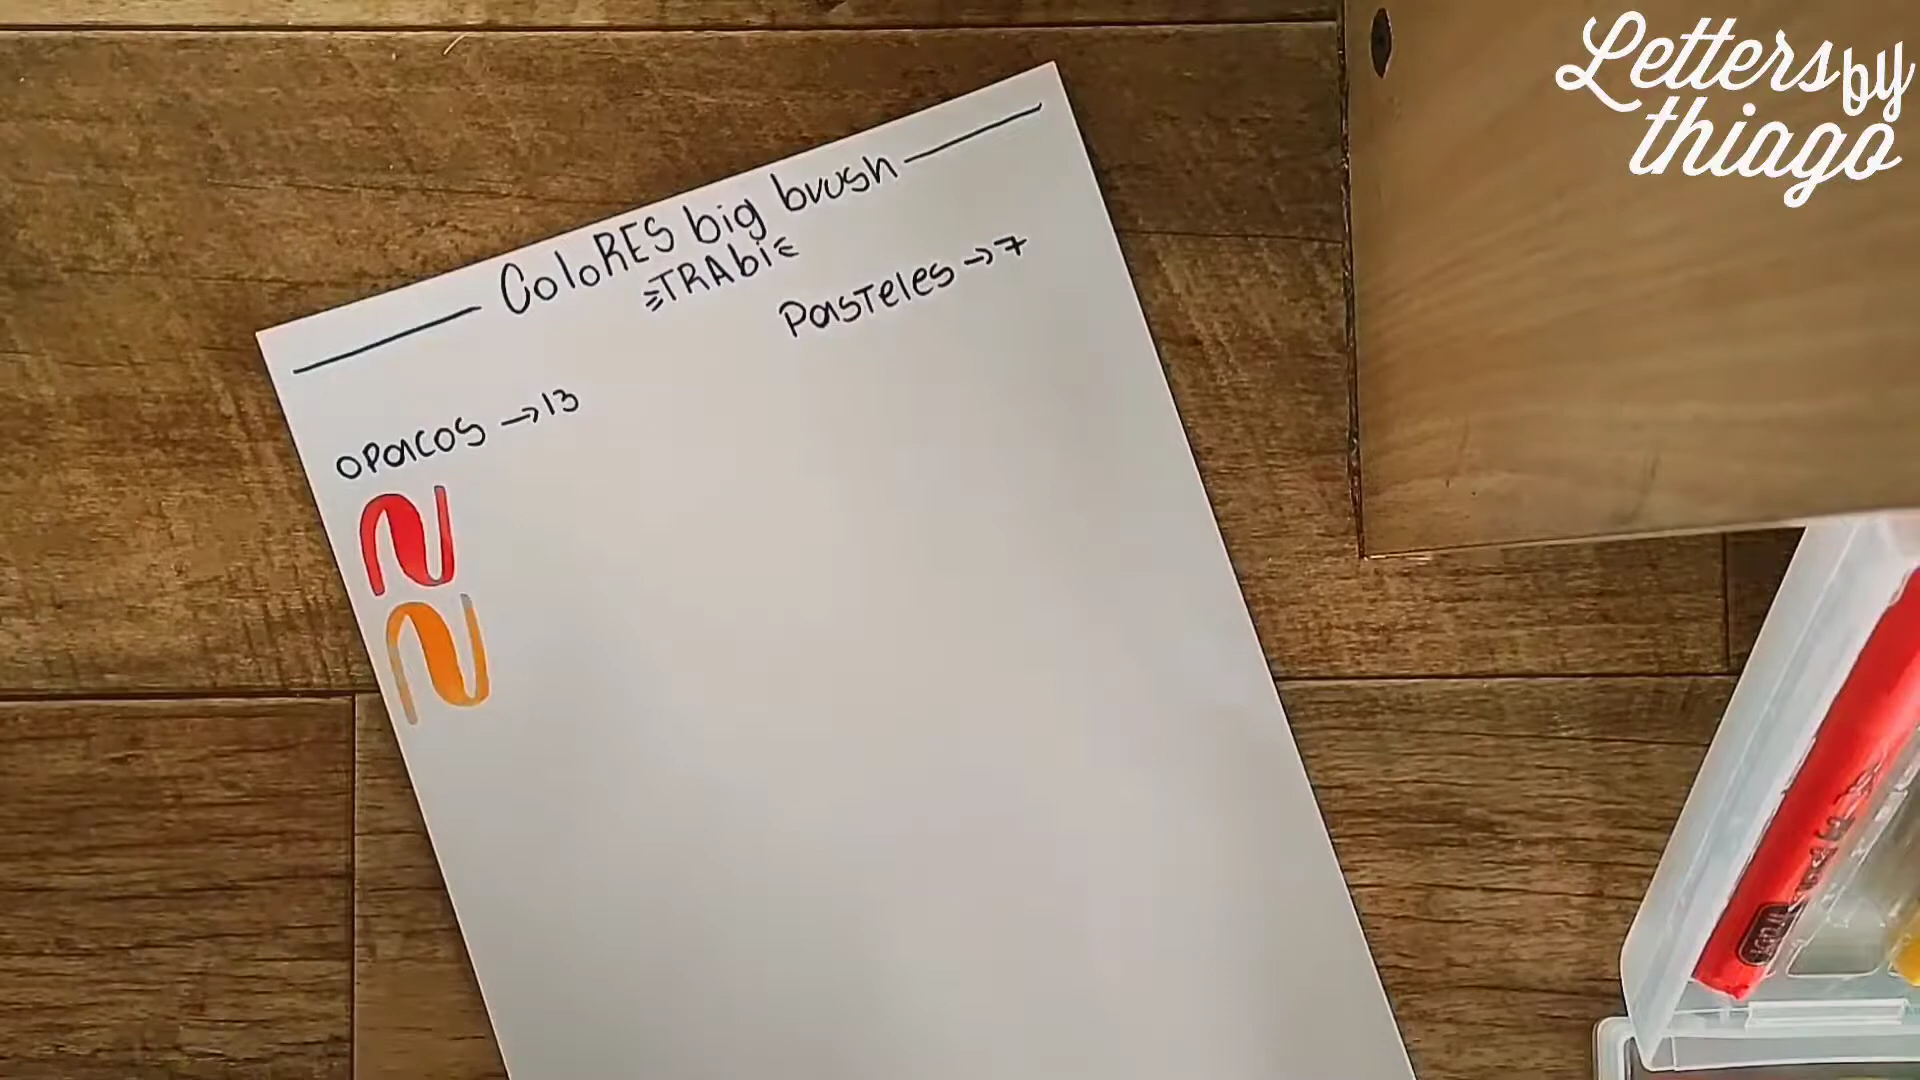 Letters by
thiago
ColoRES big brush
TRAbi
Pasteles → 7
OPacos → 13